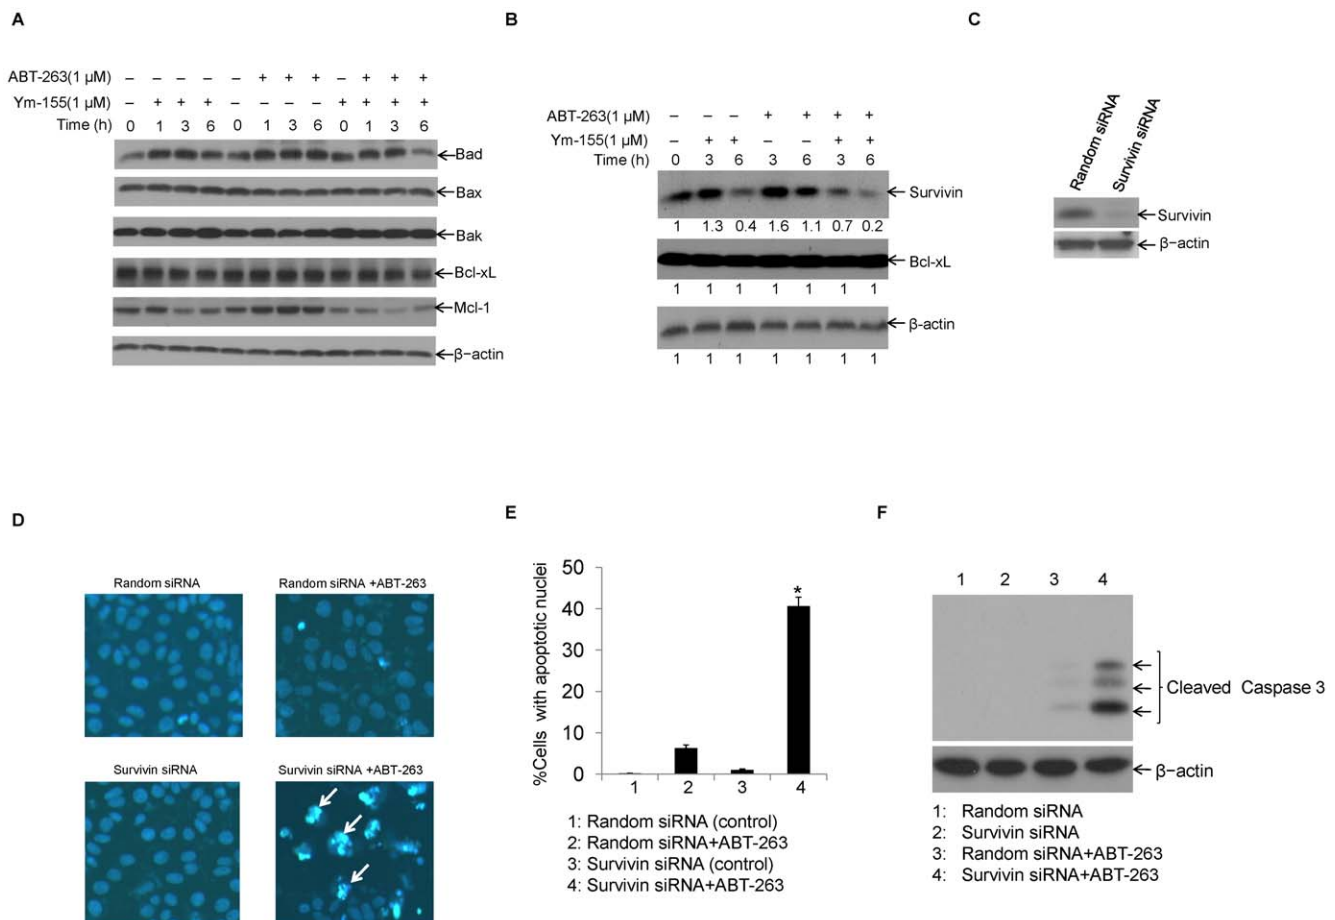 A
ABT-263(1 µM) – – – – – + + + – + + +
Ym-155(1 µM) – + + + – – – – + + + +
Time (h) 0 1 3 6 0 1 3 6 0 1 3 6
Bad
Bax
Bak
Bcl-xL
Mcl-1
β−actin
B
ABT-263(1 µM) – – – + + + +
Ym-155(1 µM) – + + – – + +
Time (h) 0 3 6 3 6 3 6
Survivin
1 1.3 0.4 1.6 1.1 0.7 0.2
Bcl-xL
1 1 1 1 1 1 1
β-actin
1 1 1 1 1 1 1
C
Random siRNA
Survivin siRNA
Survivin
β−actin
D
Random siRNA
Random siRNA +ABT-263
Survivin siRNA
Survivin siRNA +ABT-263
E
%Cells with apoptotic nuclei
50
40
30
20
10
0
*
1 2 3 4
1: Random siRNA (control)
2: Random siRNA+ABT-263
3: Survivin siRNA (control)
4: Survivin siRNA+ABT-263
F
1 2 3 4
Cleaved Caspase 3
β−actin
1: Random siRNA
2: Survivin siRNA
3: Random siRNA+ABT-263
4: Survivin siRNA+ABT-263